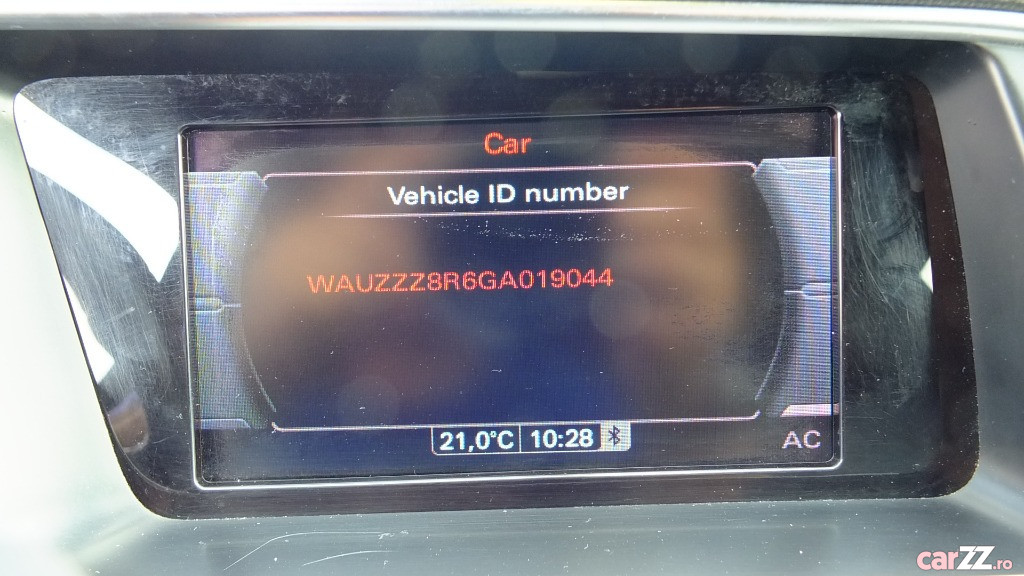 Car
Vehicle ID number
WAUZZZ8R6GA019044
21,0°C 10:28
AC
carZZ.ro